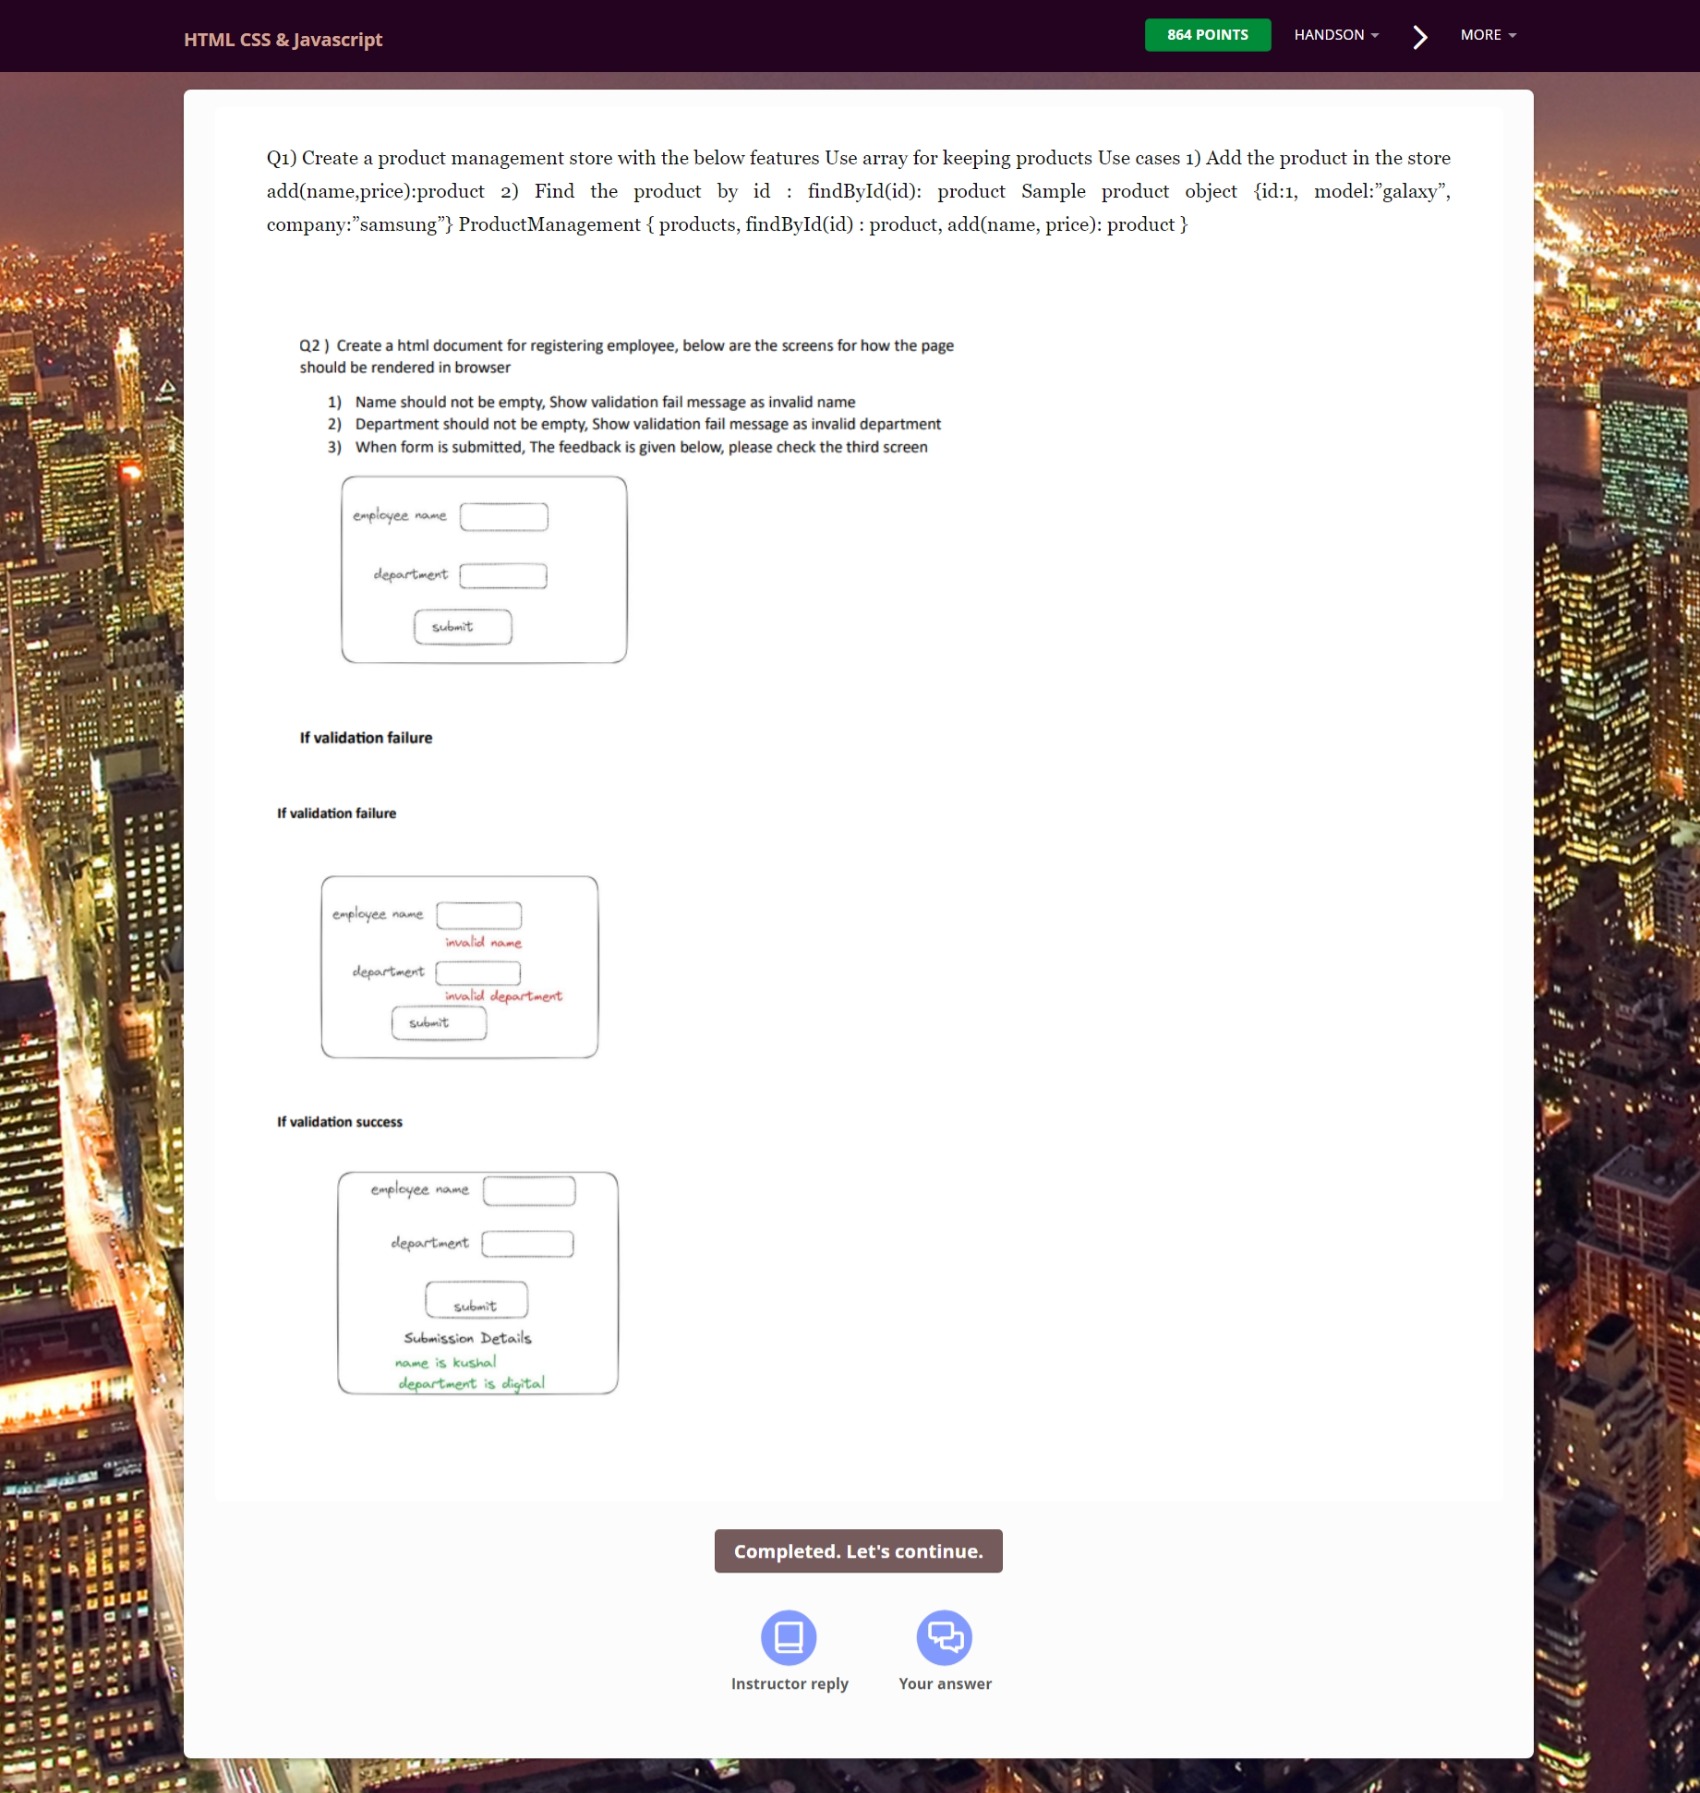 HTML CSS & Javascript
864 POINTS
HANDSON
MORE
Q1) Create a product management store with the below features Use array for keeping products Use cases 1) Add the product in the store
add(name,price):product 2) Find the product by id : findById(id): product Sample product object {id:1, model:”galaxy”,
company:”samsung”} ProductManagement { products, findById(id) : product, add(name, price): product }
Q2 ) Create a html document for registering employee, below are the screens for how the page
should be rendered in browser
1) Name should not be empty, Show validation fail message as invalid name
2) Department should not be empty, Show validation fail message as invalid department
3) When form is submitted, The feedback is given below, please check the third screen
employee name
department
submit
If validation failure
If validation failure
employee name
invalid name
department
invalid department
submit
If validation success
employee name
department
submit
Submission Details
name is kushal
department is digital
Completed. Let's continue.
Instructor reply
Your answer